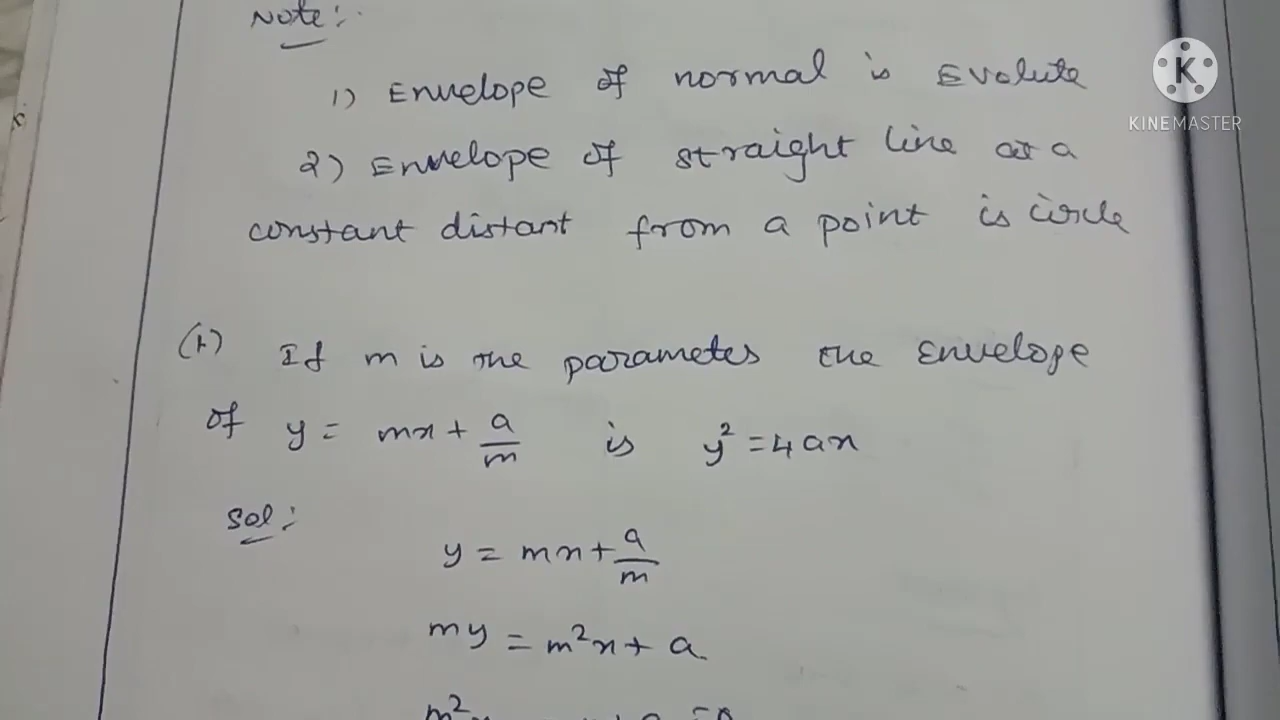 Note:
1) Envelope of normal is Evolute
K
KINEMASTER
2) Envelope of straight line at a
constant distant from a point is circle
(1) If m is the parameter the Envelope
of y = mx + a/m is y² = 4ax
Sol:
y = mx + a/m
my = m²x + a
m²